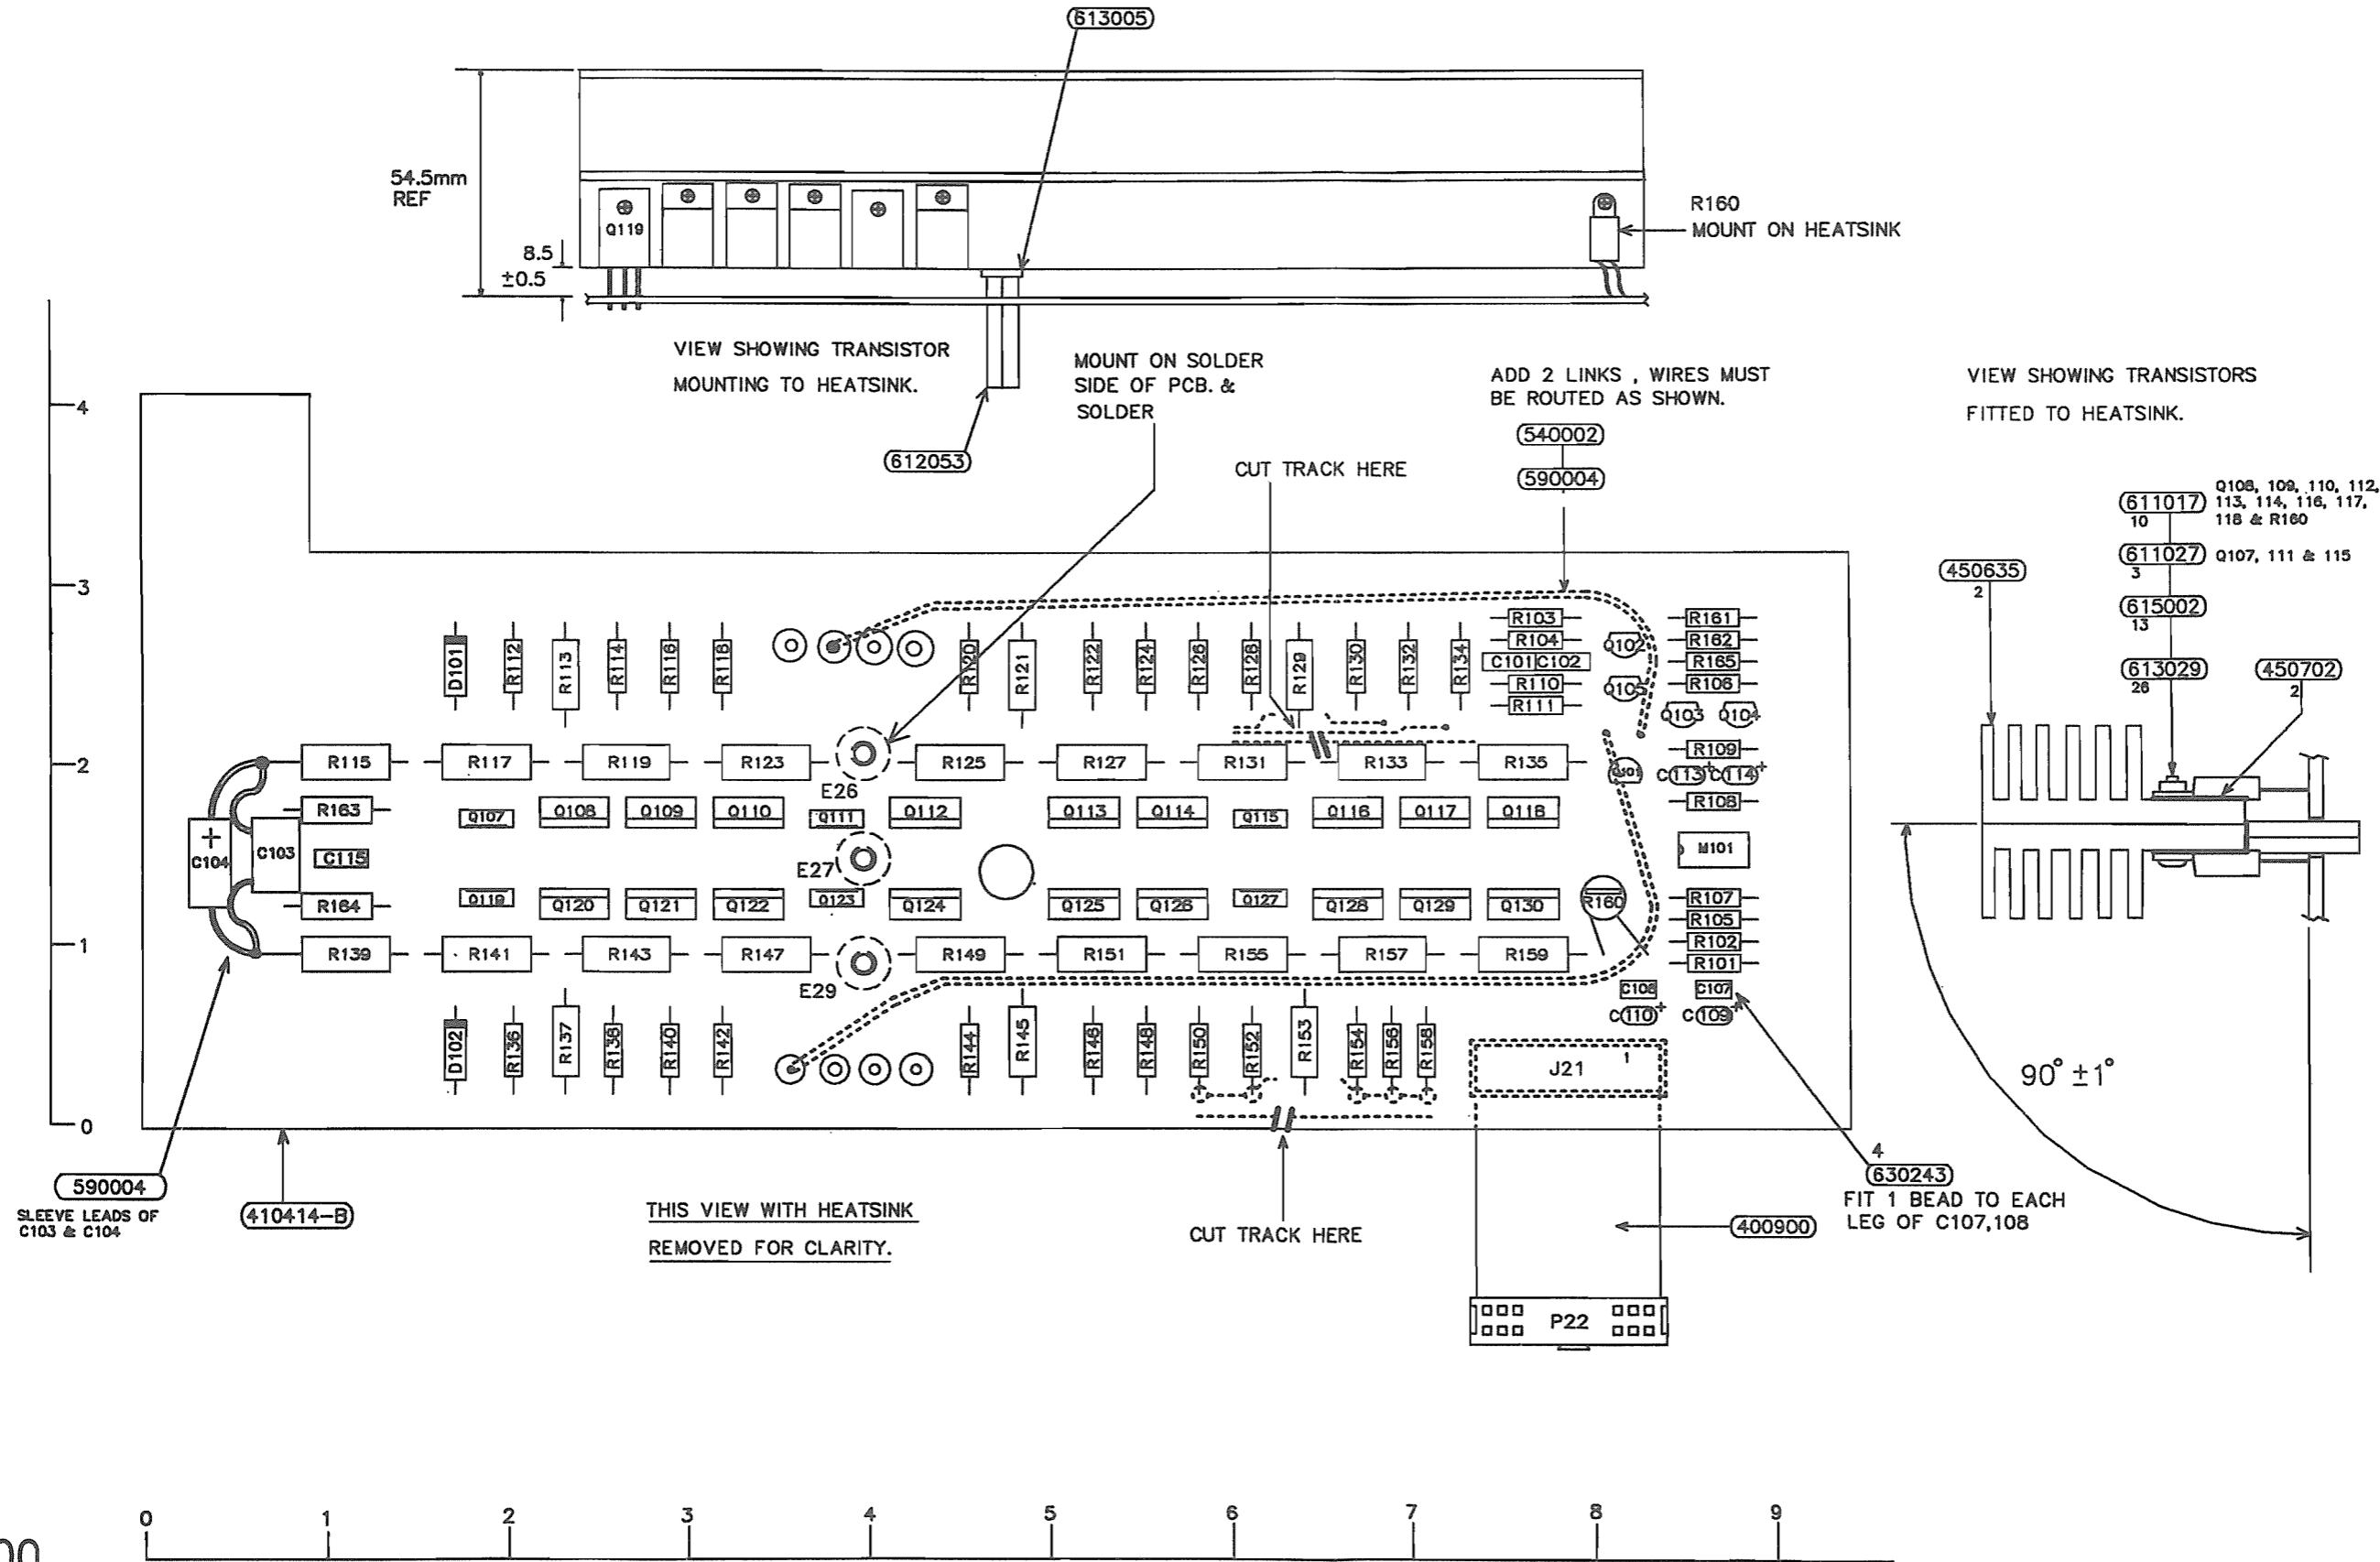 613005
54.5mm
REF
8.5
±0.5
Q119
R160
MOUNT ON HEATSINK
VIEW SHOWING TRANSISTOR
MOUNTING TO HEATSINK.
612053
MOUNT ON SOLDER
SIDE OF PCB. &
SOLDER
CUT TRACK HERE
ADD 2 LINKS , WIRES MUST
BE ROUTED AS SHOWN.
540002
590004
VIEW SHOWING TRANSISTORS
FITTED TO HEATSINK.
611017
10
Q108, 109, 110, 112,
113, 114, 116, 117,
118 & R160
611027
3
Q107, 111 & 115
615002
13
613029
26
450702
2
450635
2
4
3
2
1
0
D101
R112
R113
R114
R116
R118
R120
R121
R122
R124
R126
R128
R129
R130
R132
R134
R103
R104
C101 C102
R110
R111
Q102
Q105
R161
R162
R165
R106
Q103
Q104
R115
R117
R119
R123
E26
R125
R127
R131
R133
R135
R109
C113+
C114+
R163
Q107
Q108
Q109
Q110
Q111
Q112
Q113
Q114
Q115
Q116
Q117
Q118
R108
+
C104
C103
C115
E27
M101
R164
Q119
Q120
Q121
Q122
Q123
Q124
Q125
Q126
Q127
Q128
Q129
Q130
R160
R107
R105
R102
R101
R139
R141
R143
R147
E29
R149
R151
R155
R157
R159
C108
C107
C110+
C109+
D102
R136
R137
R138
R140
R142
R144
R145
R146
R148
R150
R152
R153
R154
R156
R158
J21
1
90° ±1°
590004
SLEEVE LEADS OF
C103 & C104
410414-B
THIS VIEW WITH HEATSINK
REMOVED FOR CLARITY.
CUT TRACK HERE
4
630243
FIT 1 BEAD TO EACH
LEG OF C107,108
400900
P22
0
1
2
3
4
5
6
7
8
9